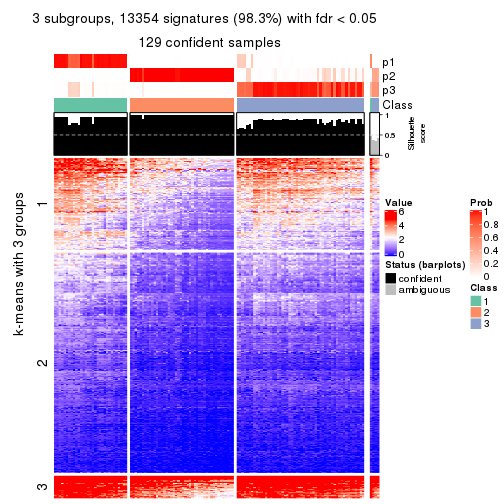 3 subgroups, 13354 signatures (98.3%) with fdr < 0.05
129 confident samples
p1
p2
p3
Class
1
0.5
0
Silhouette
score
k-means with 3 groups
1
2
3
Value
6
4
2
0
Status (barplots)
confident
ambiguous
Prob
1
0.8
0.6
0.4
0.2
0
Class
1
2
3